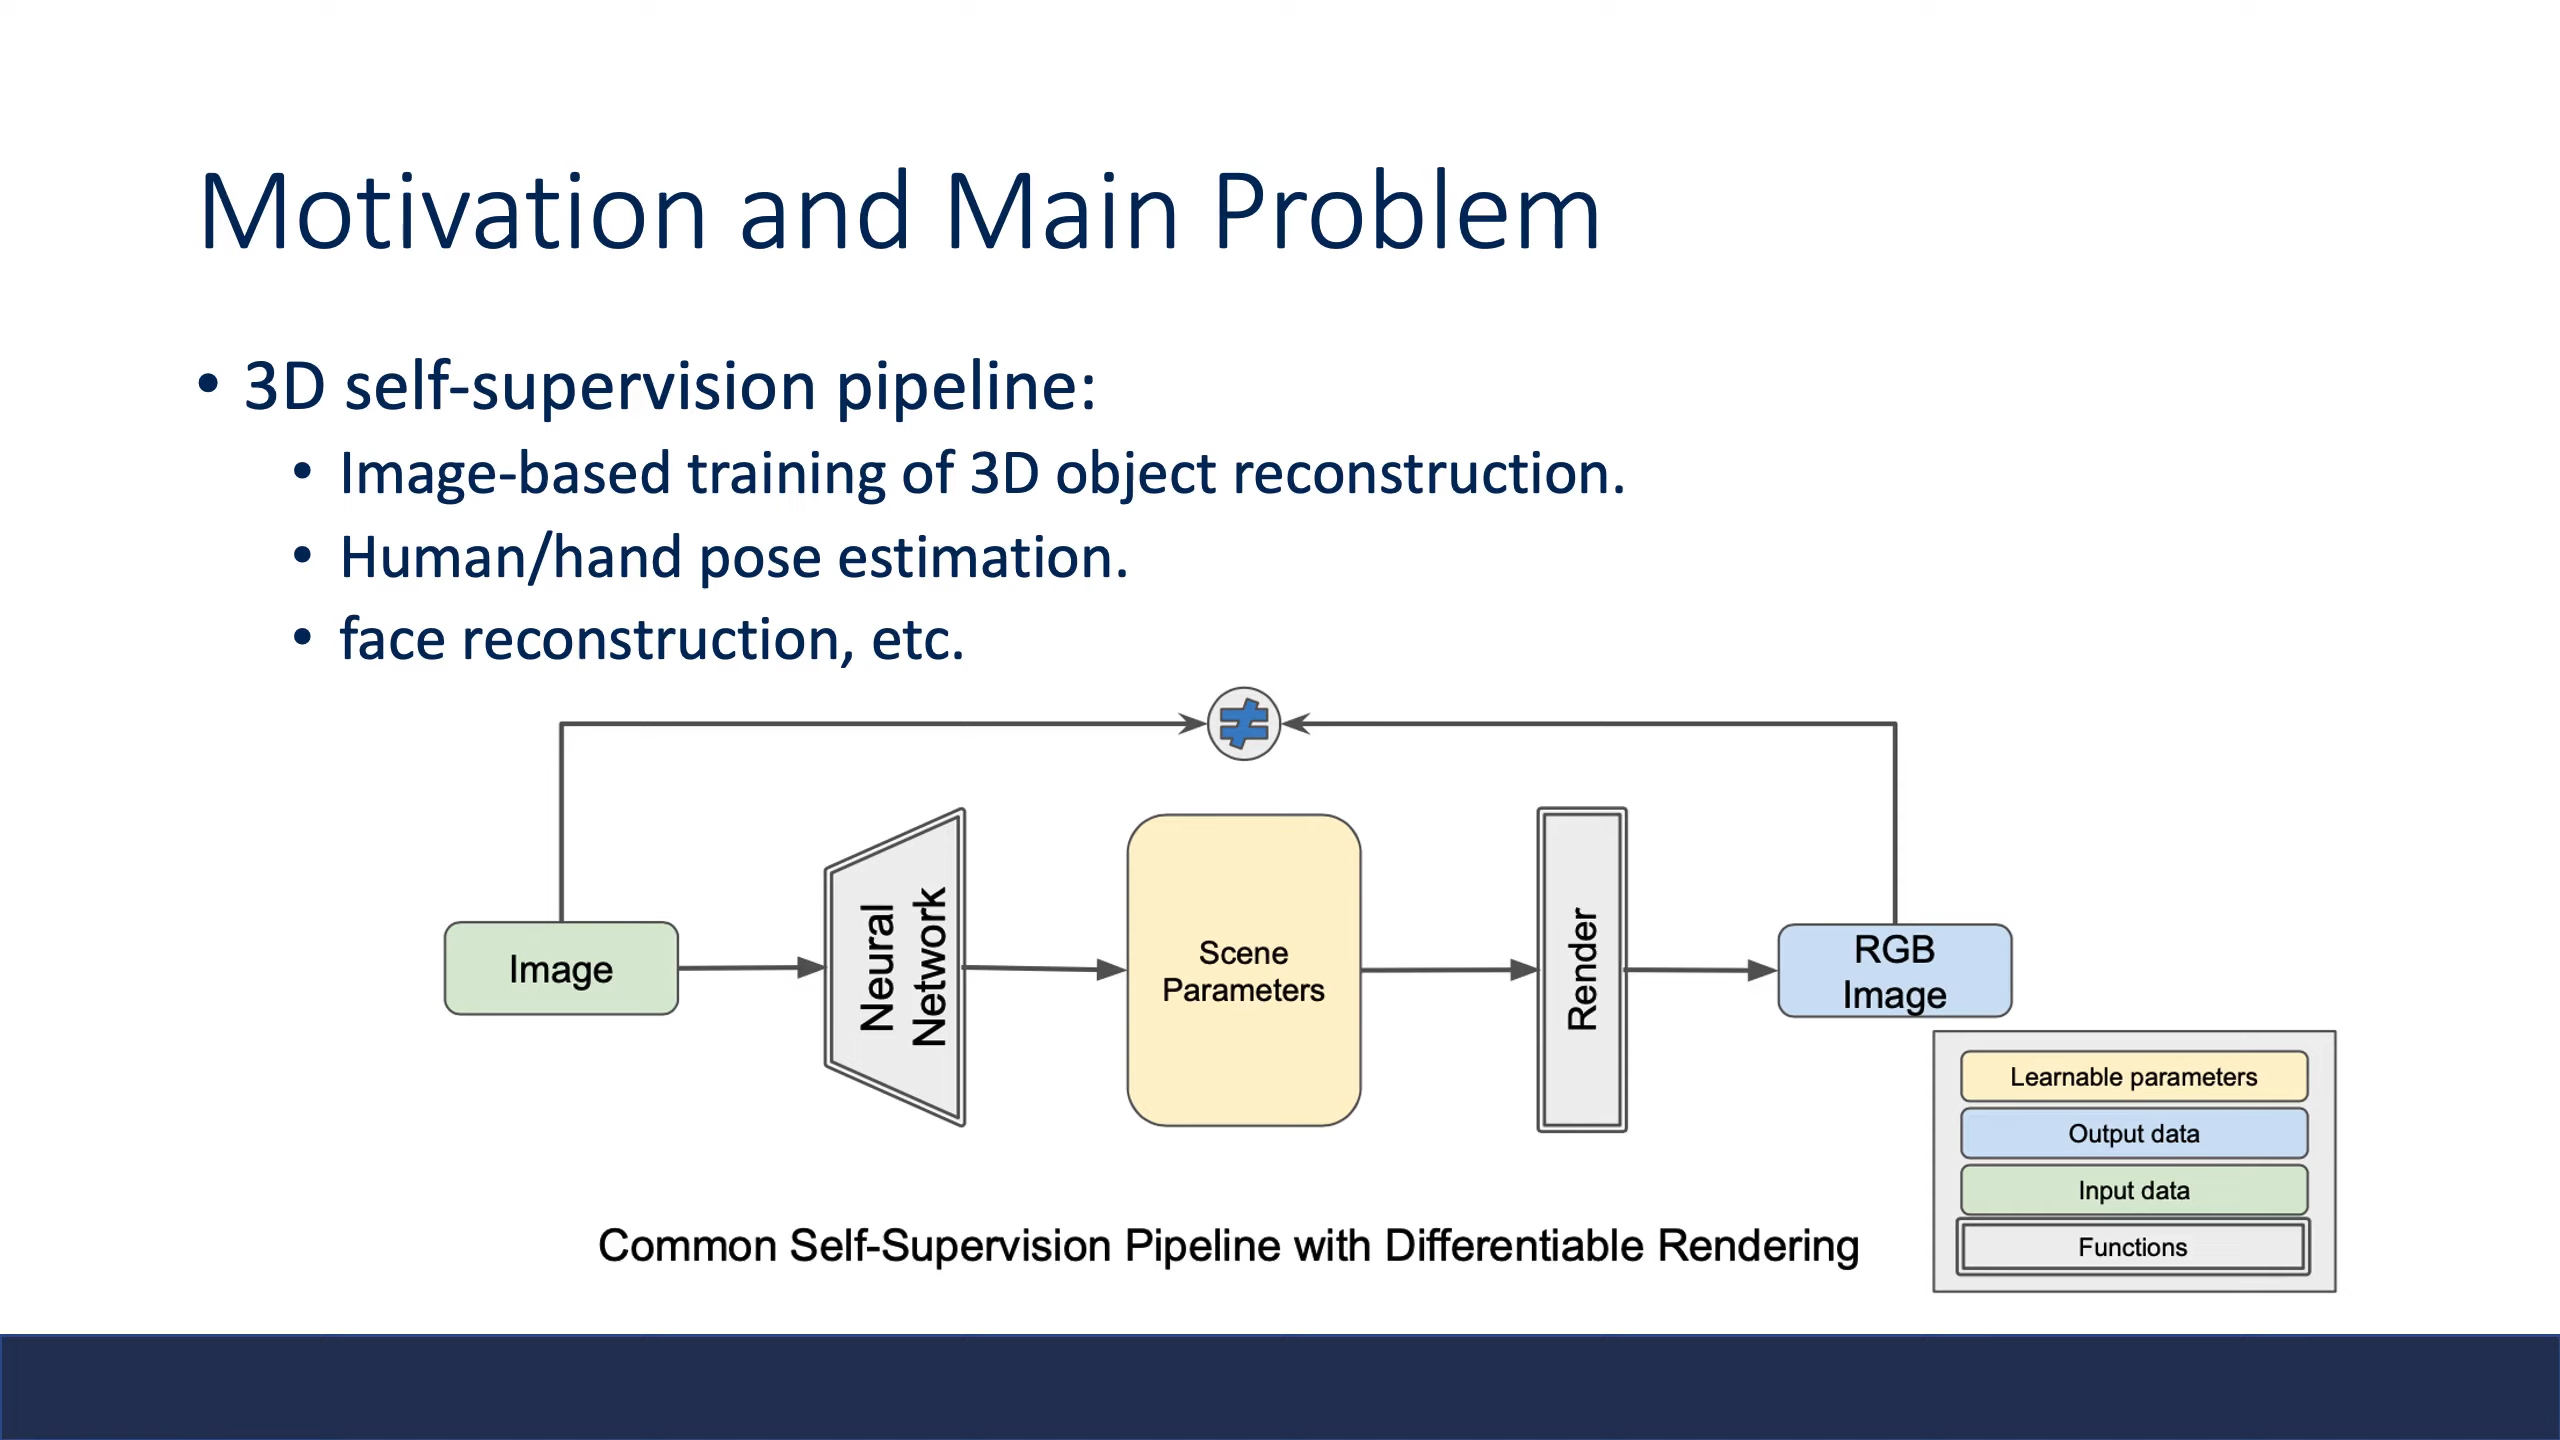 Motivation and Main Problem
• 3D self-supervision pipeline:
• Image-based training of 3D object reconstruction.
• Human/hand pose estimation.
• face reconstruction, etc.
≠
Image
Neural
Network
Scene
Parameters
Render
RGB
Image
Learnable parameters
Output data
Input data
Functions
Common Self-Supervision Pipeline with Differentiable Rendering